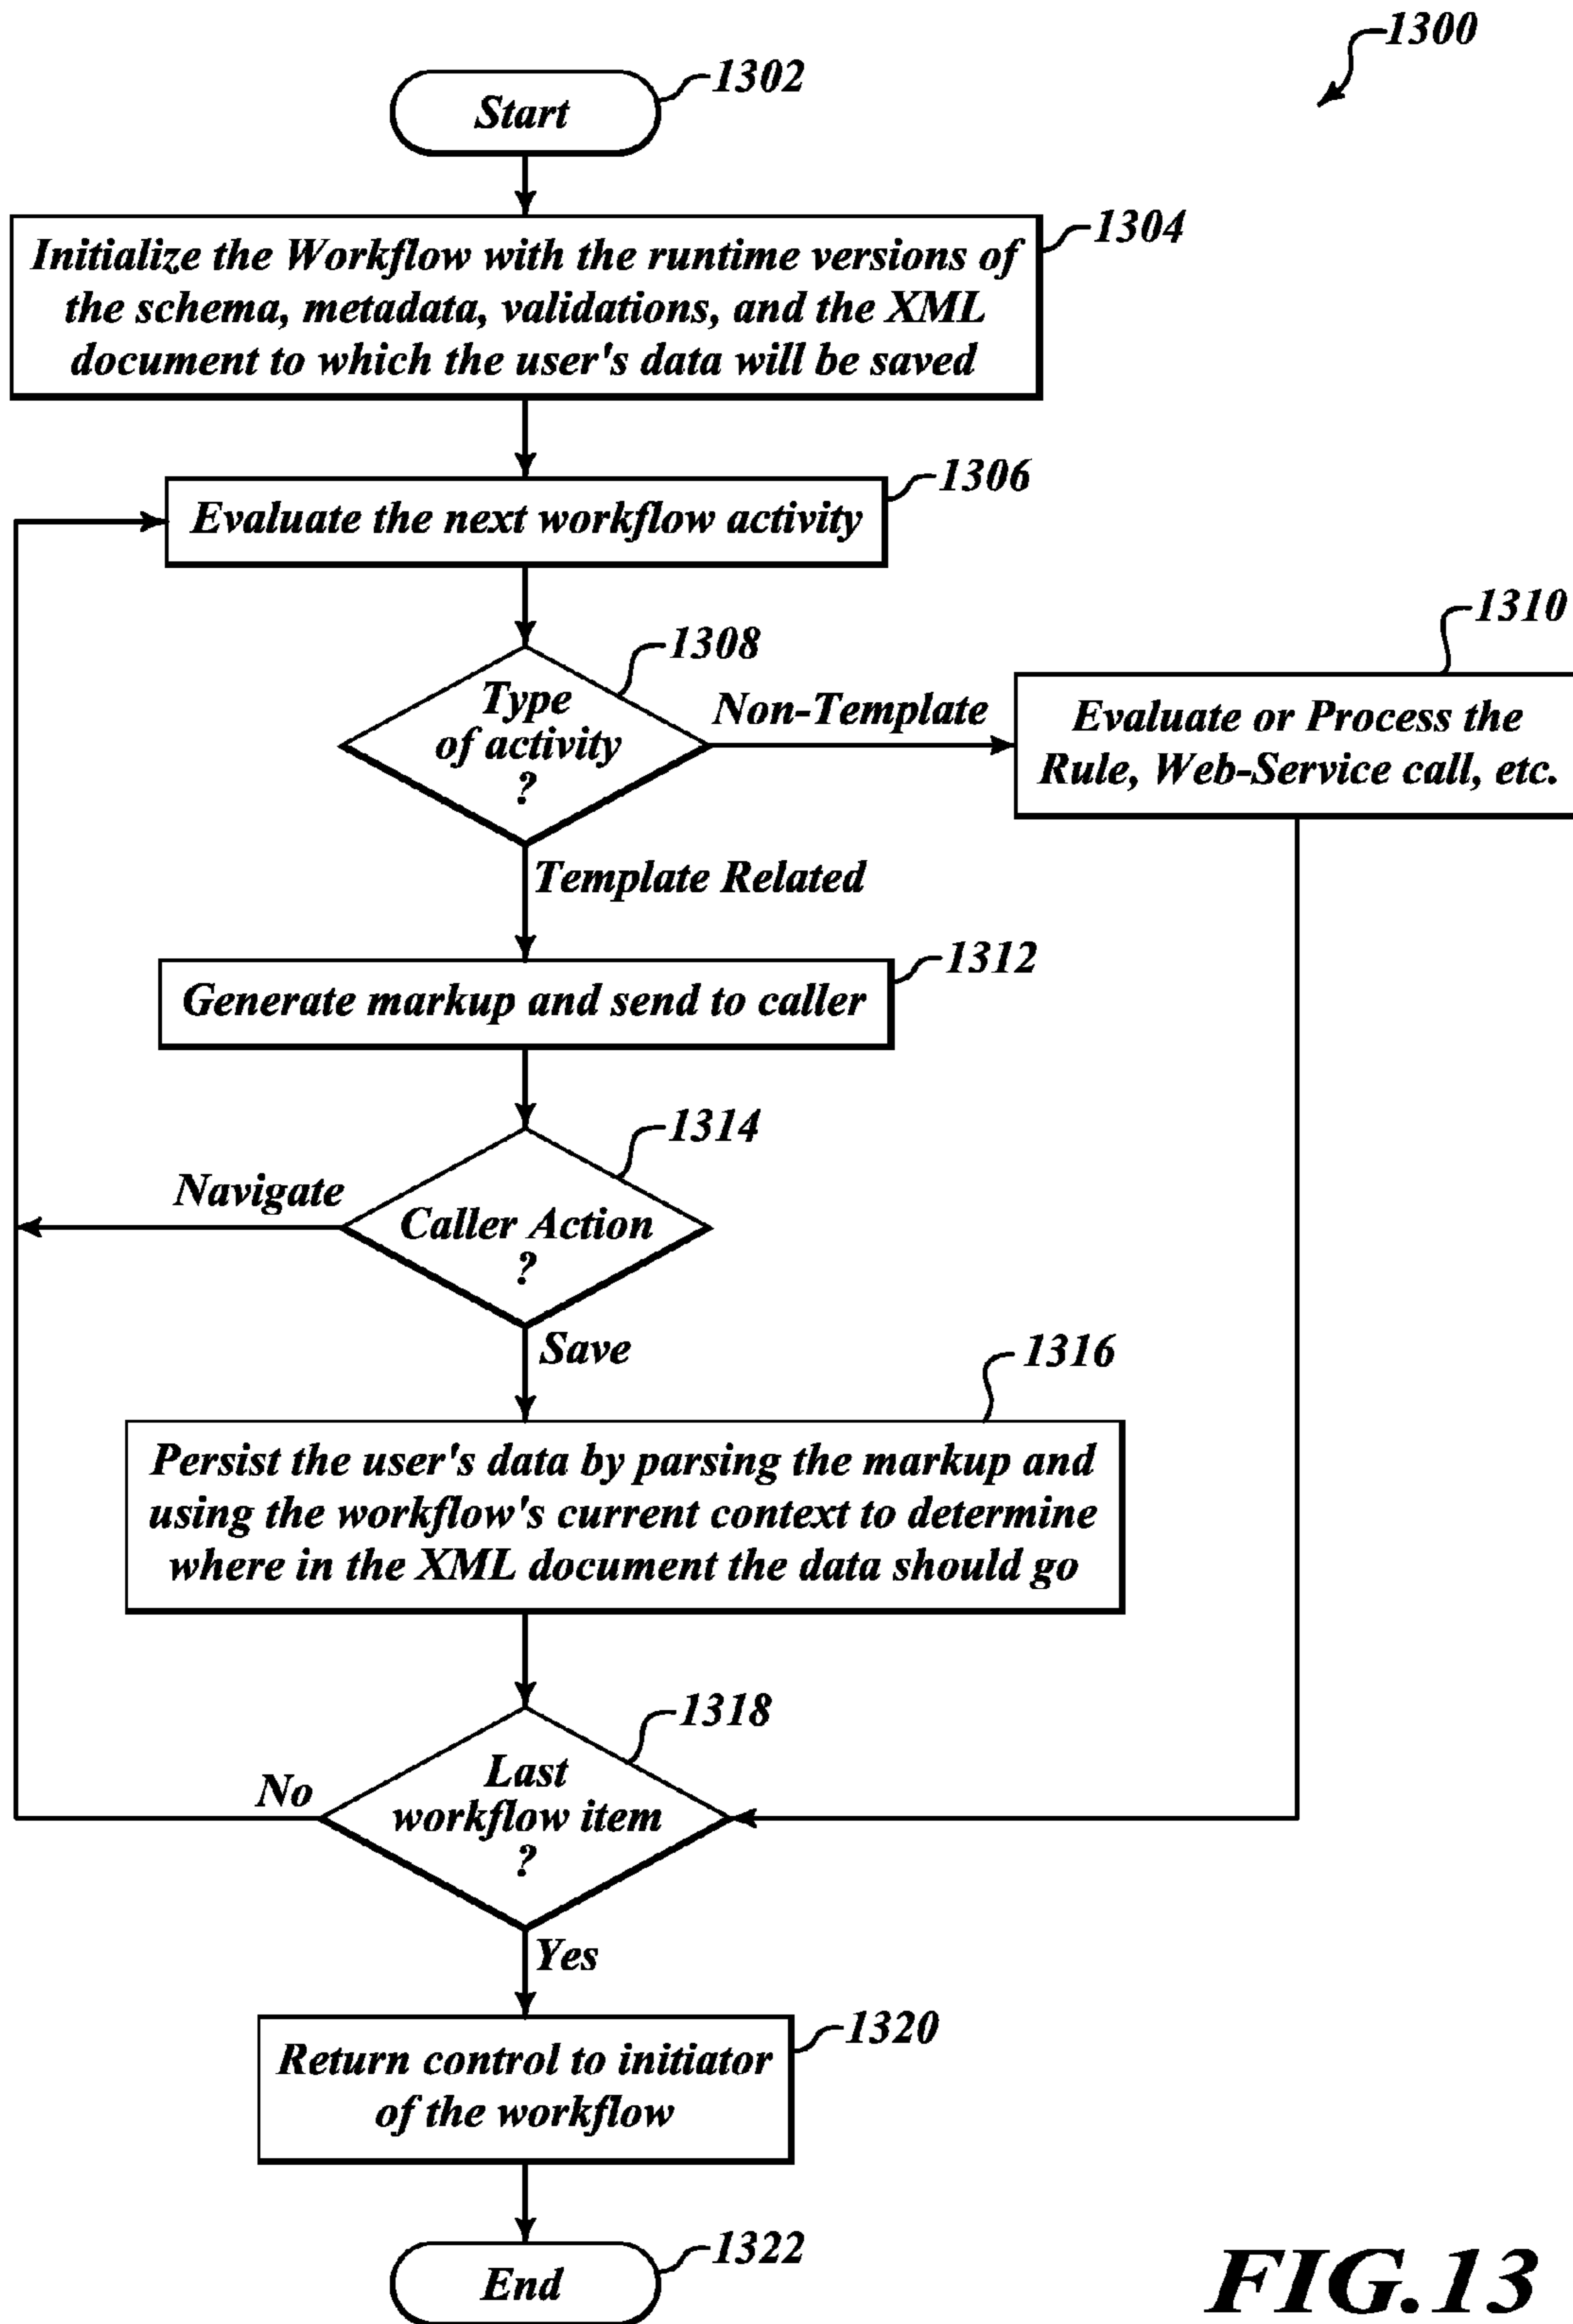 1300
1302
Start
1304
Initialize the Workflow with the runtime versions of
the schema, metadata, validations, and the XML
document to which the user's data will be saved
1306
Evaluate the next workflow activity
1308
Type
of activity
?
Non-Template
1310
Evaluate or Process the
Rule, Web-Service call, etc.
Template Related
1312
Generate markup and send to caller
1314
Navigate
Caller Action
?
Save
1316
Persist the user's data by parsing the markup and
using the workflow's current context to determine
where in the XML document the data should go
1318
No
Last
workflow item
?
Yes
1320
Return control to initiator
of the workflow
1322
End
FIG.13